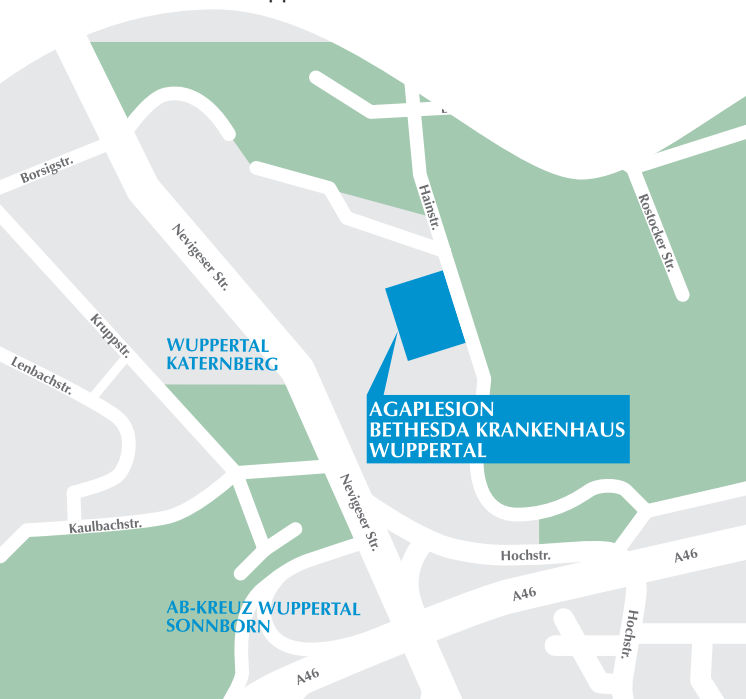 Borsigstr.
Hainstr.
Rostocker Str.
Nevigeser Str.
Kruppstr.
WUPPERTAL
KATERNBERG
Lenbachstr.
AGAPLESION
BETHESDA KRANKENHAUS
WUPPERTAL
Nevigeser Str.
Kaulbachstr.
Hochstr.
A46
A46
AB-KREUZ WUPPERTAL
SONNBORN
Hochstr.
A46